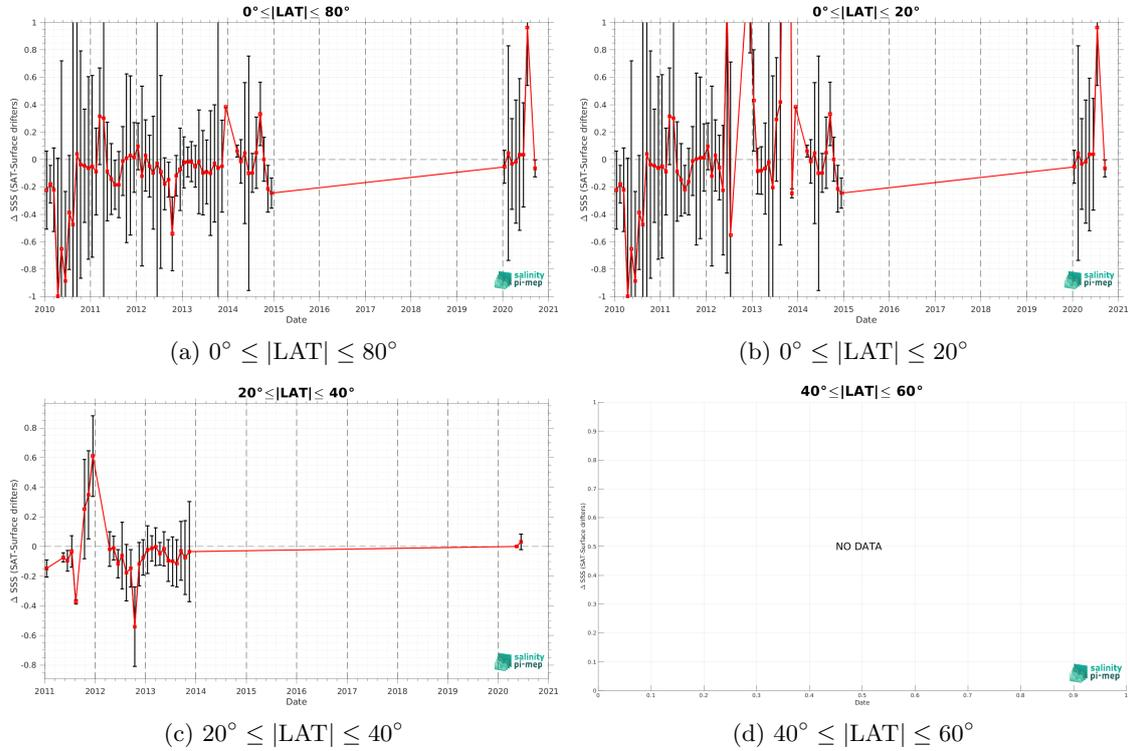 0°≤|LAT|≤ 80°
1
0.8
0.6
0.4
0.2
0
-0.2
-0.4
-0.6
-0.8
-1
Δ SSS (SAT-Surface drifters)
2010 2011 2012 2013 2014 2015 2016 2017 2018 2019 2020 2021
Date
salinity
pi-mep
(a) 0° ≤ |LAT| ≤ 80°
0°≤|LAT|≤ 20°
1
0.8
0.6
0.4
0.2
0
-0.2
-0.4
-0.6
-0.8
-1
Δ SSS (SAT-Surface drifters)
2010 2011 2012 2013 2014 2015 2016 2017 2018 2019 2020 2021
Date
salinity
pi-mep
(b) 0° ≤ |LAT| ≤ 20°
20°≤|LAT|≤ 40°
0.8
0.6
0.4
0.2
0
-0.2
-0.4
-0.6
-0.8
Δ SSS (SAT-Surface drifters)
2011 2012 2013 2014 2015 2016 2017 2018 2019 2020 2021
Date
salinity
pi-mep
(c) 20° ≤ |LAT| ≤ 40°
40°≤|LAT|≤ 60°
1
0.9
0.8
0.7
0.6
0.5
0.4
0.3
0.2
0.1
0
Δ SSS (SAT-Surface drifters)
NO DATA
0 0.1 0.2 0.3 0.4 0.5 0.6 0.7 0.8 0.9 1
Date
salinity
pi-mep
(d) 40° ≤ |LAT| ≤ 60°